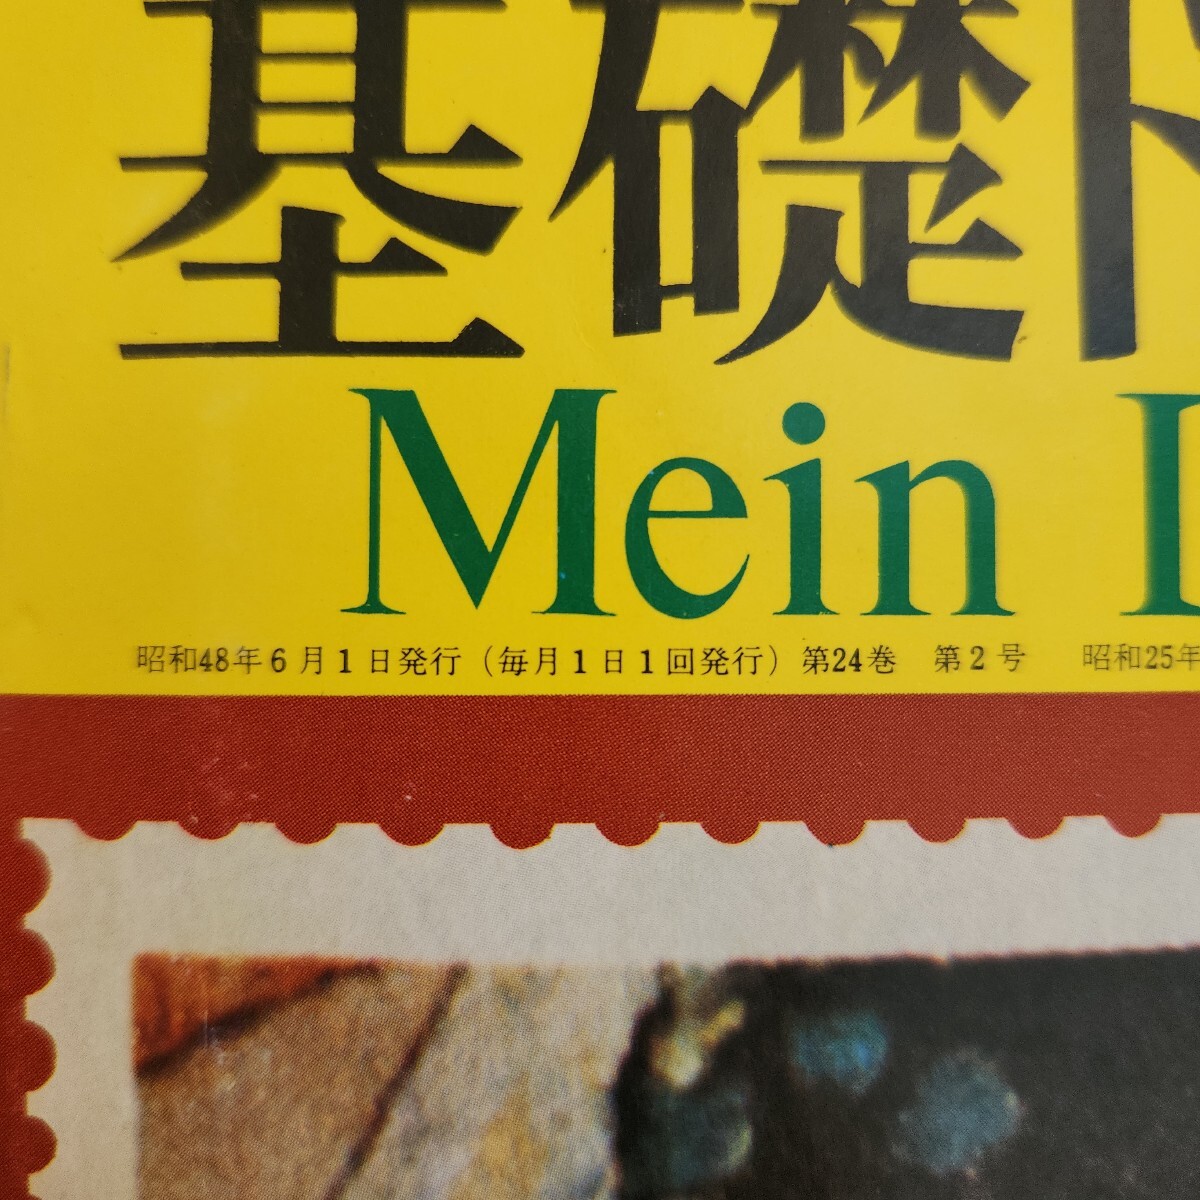 基礎ド
Mein
昭和48年6月1日発行（毎月1日1回発行）第24巻　第2号　昭和25年